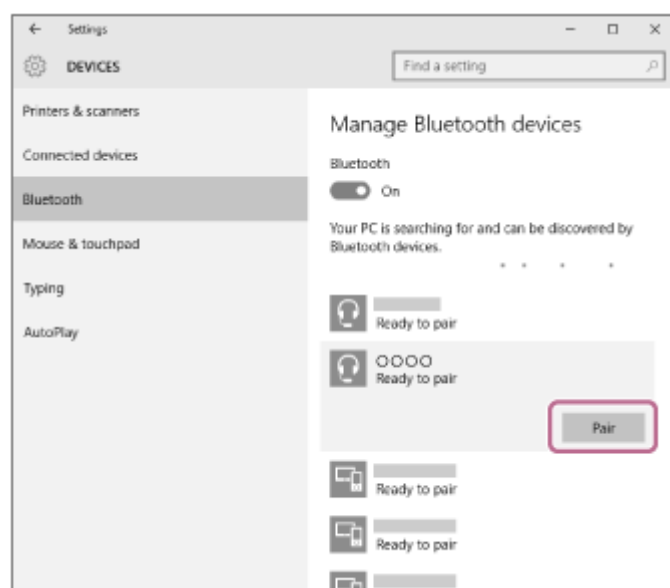 Settings
DEVICES
Find a setting
Printers & scanners
Connected devices
Bluetooth
Mouse & touchpad
Typing
AutoPlay
Manage Bluetooth devices
Bluetooth
On
Your PC is searching for and can be discovered by
Bluetooth devices.
Ready to pair
OOOO
Ready to pair
Pair
Ready to pair
Ready to pair